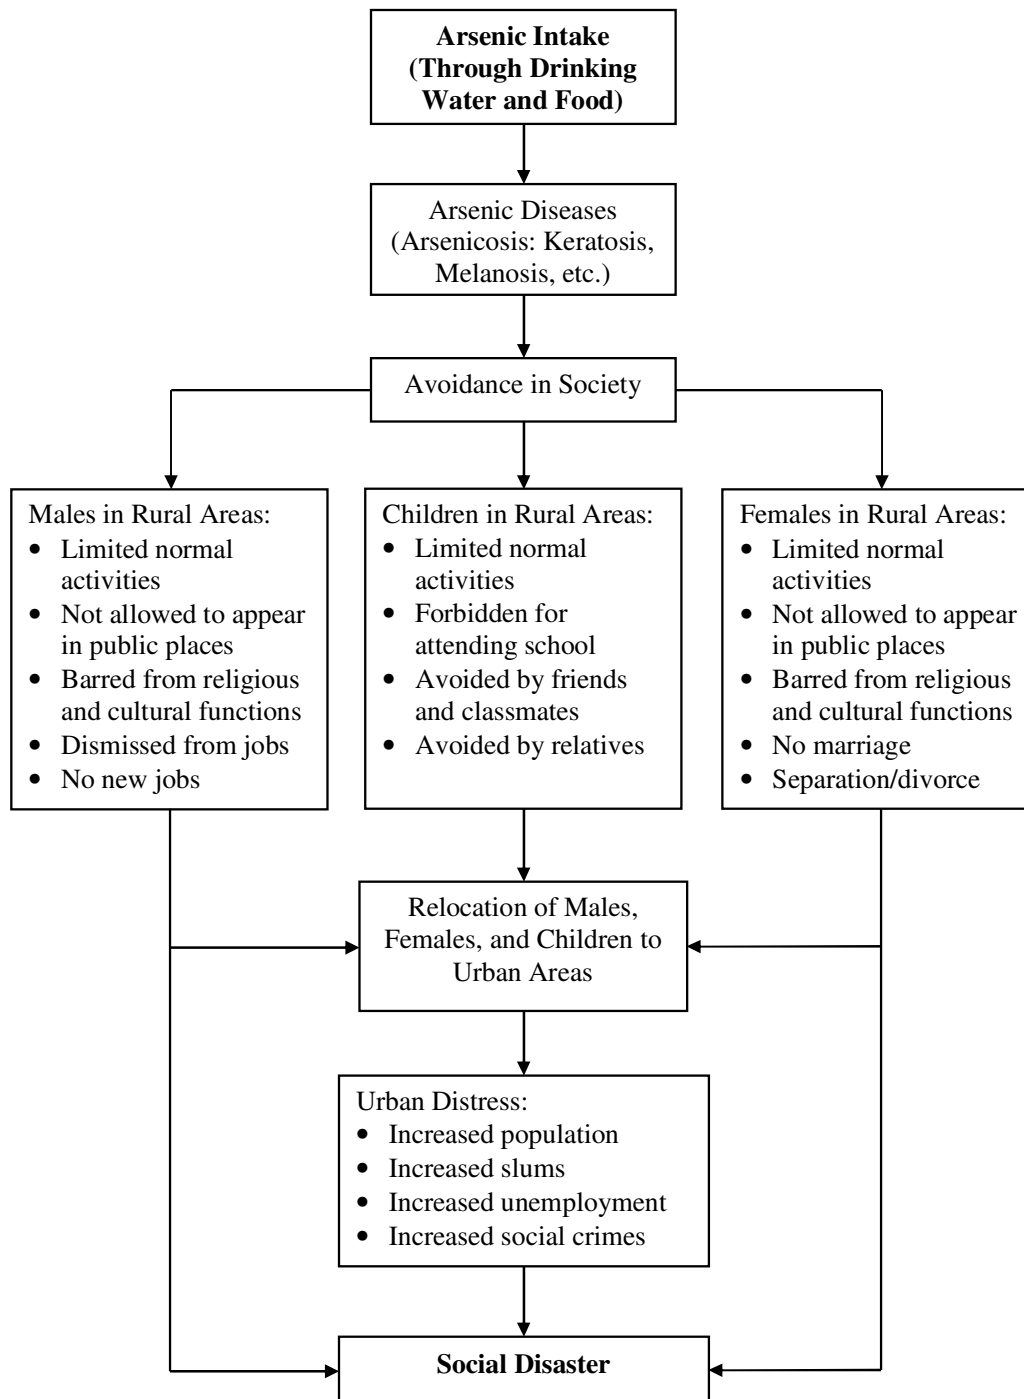 Arsenic Intake
(Through Drinking
Water and Food)
Arsenic Diseases
(Arsenicosis: Keratosis,
Melanosis, etc.)
Avoidance in Society
Males in Rural Areas:
• Limited normal
activities
• Not allowed to appear
in public places
• Barred from religious
and cultural functions
• Dismissed from jobs
• No new jobs
Children in Rural Areas:
• Limited normal
activities
• Forbidden for
attending school
• Avoided by friends
and classmates
• Avoided by relatives
Females in Rural Areas:
• Limited normal
activities
• Not allowed to appear
in public places
• Barred from religious
and cultural functions
• No marriage
• Separation/divorce
Relocation of Males,
Females, and Children to
Urban Areas
Urban Distress:
• Increased population
• Increased slums
• Increased unemployment
• Increased social crimes
Social Disaster